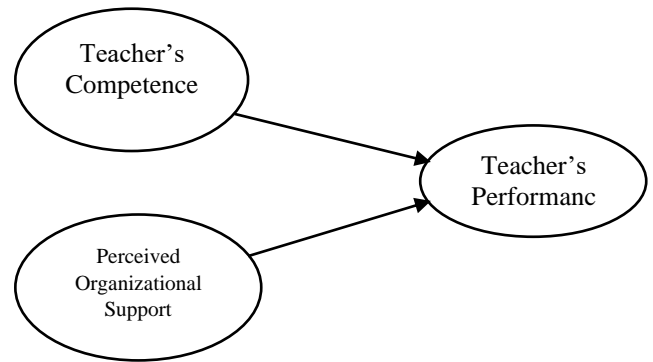 Teacher’s
Competence
Teacher’s
Performanc
Perceived
Organizational
Support